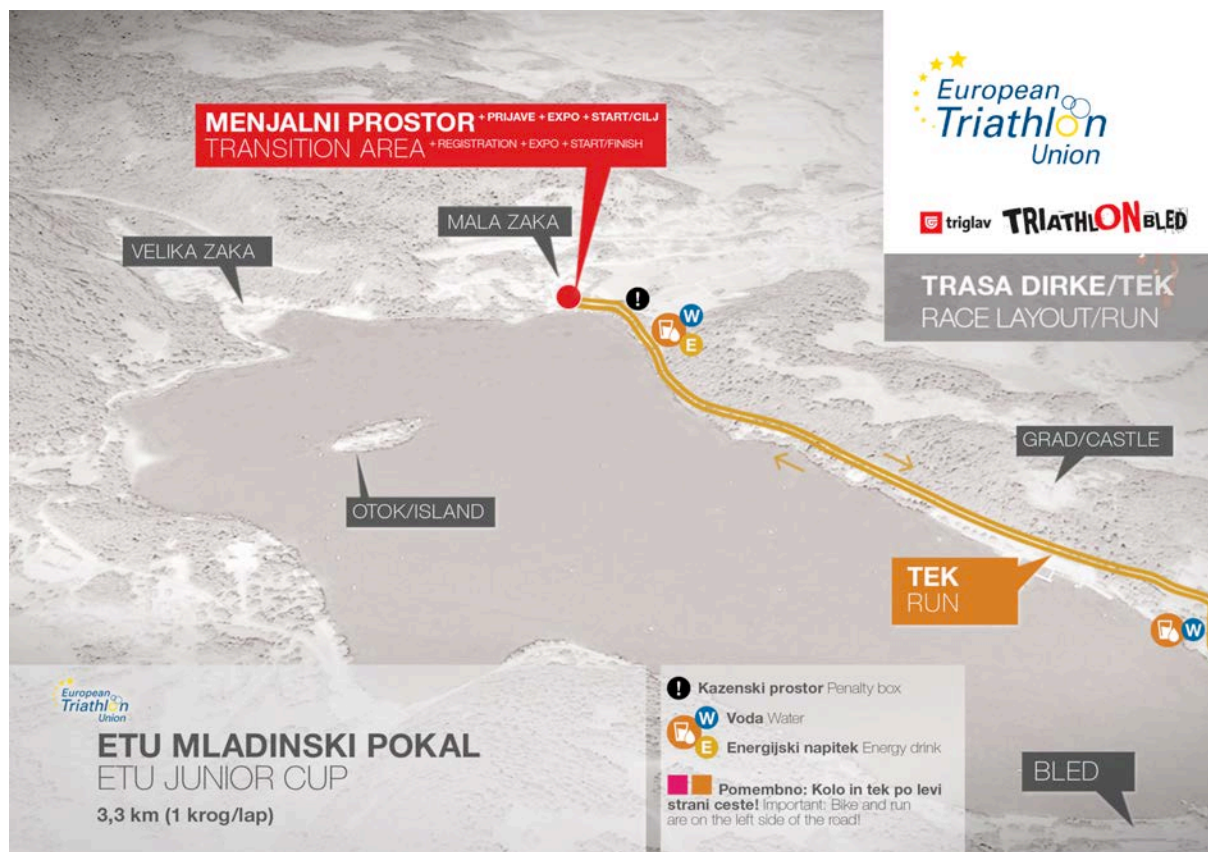 MENJALNI PROSTOR + PRIJAVE + EXPO + START/CILJ
TRANSITION AREA + REGISTRATION + EXPO + START/FINISH
European
Triathlon
Union
triglav TRIATHLON BLED
TRASA DIRKE/TEK
RACE LAYOUT/RUN
MALA ZAKA
VELIKA ZAKA
!
W
E
GRAD/CASTLE
OTOK/ISLAND
TEK
RUN
W
European
Triathlon
Union
ETU MLADINSKI POKAL
ETU JUNIOR CUP
3,3 km (1 krog/lap)
! Kazenski prostor Penalty box
W Voda Water
E Energijski napitek Energy drink
Pomembno: Kolo in tek po levi
strani ceste! Important: Bike and run
are on the left side of the road!
BLED